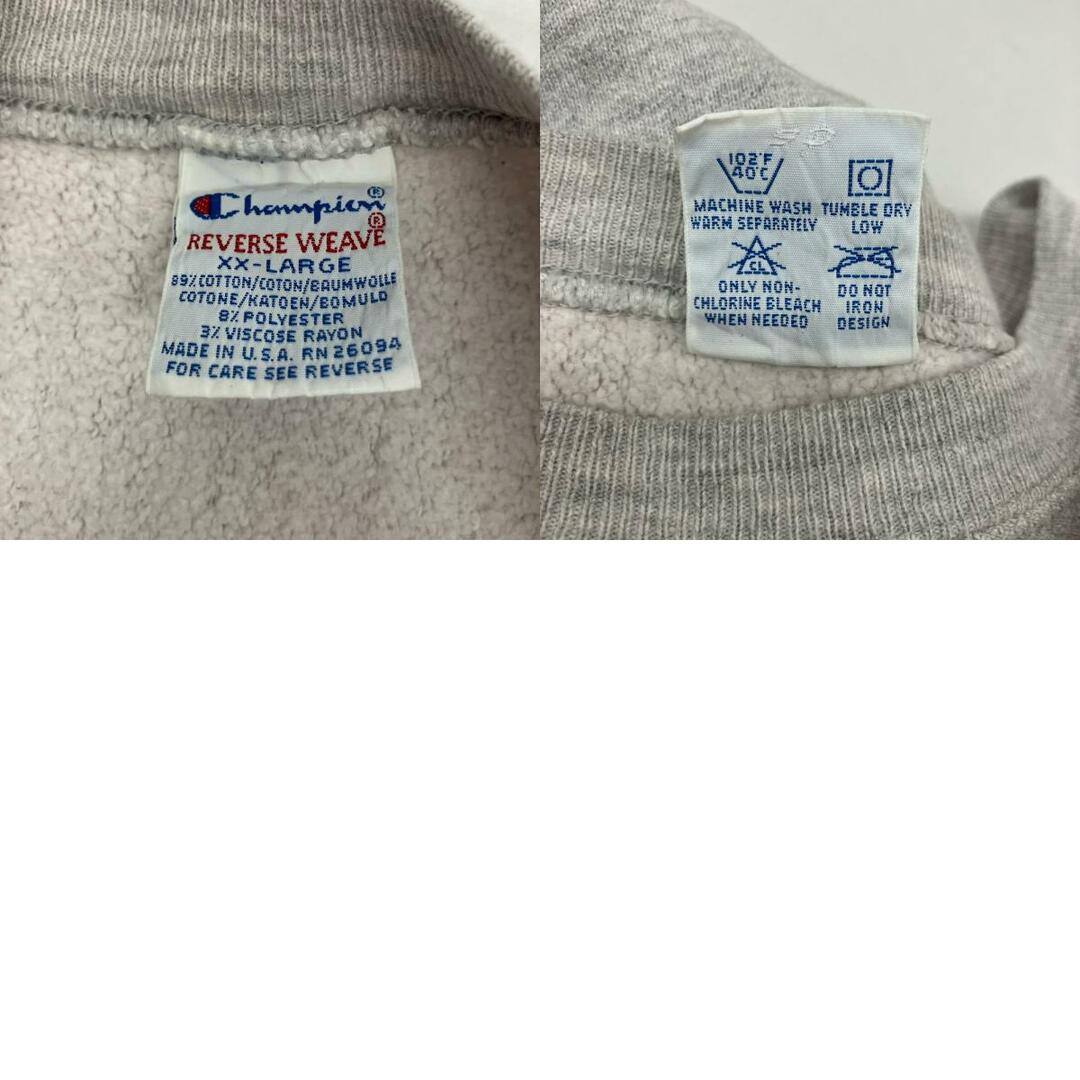 Champion®
REVERSE WEAVE®
XX-LARGE
89% COTTON/COTON/BAUMWOLLE
COTONE/KATOEN/BOMULD
8% POLYESTER
3% VISCOSE RAYON
MADE IN U.S.A. RN 26094
FOR CARE SEE REVERSE
102°F
40°C
MACHINE WASH
WARM SEPARATELY
TUMBLE DRY
LOW
CL
ONLY NON-
CHLORINE BLEACH
WHEN NEEDED
DO NOT
IRON
DESIGN